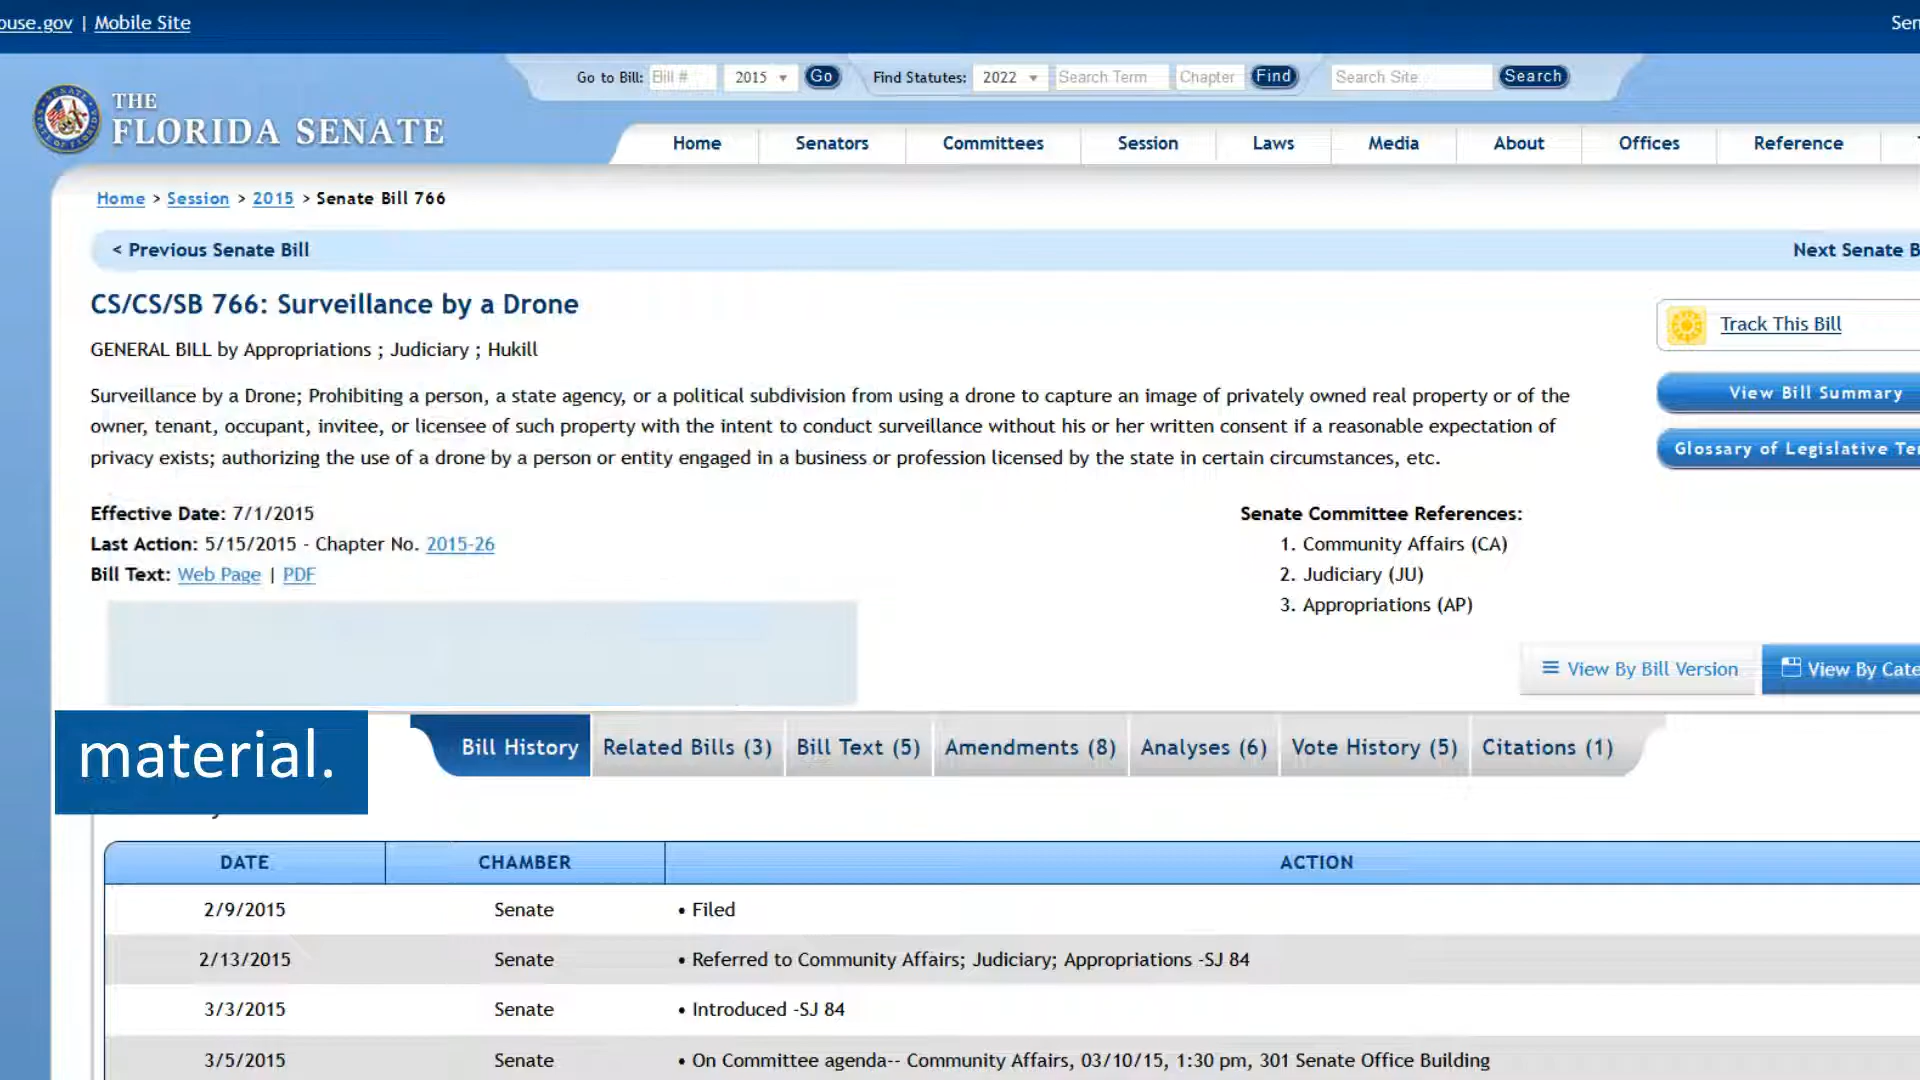 ouse.gov | Mobile Site
Sen
Go to Bill: Bill # 2015 Go Find Statutes: 2022 Search Term Chapter Find Search Site... Search
THE
FLORIDA SENATE
Home Senators Committees Session Laws Media About Offices Reference
Home > Session > 2015 > Senate Bill 766
< Previous Senate Bill
Next Senate B
CS/CS/SB 766: Surveillance by a Drone
Track This Bill
GENERAL BILL by Appropriations ; Judiciary ; Hukill
Surveillance by a Drone; Prohibiting a person, a state agency, or a political subdivision from using a drone to capture an image of privately owned real property or of the
owner, tenant, occupant, invitee, or licensee of such property with the intent to conduct surveillance without his or her written consent if a reasonable expectation of
privacy exists; authorizing the use of a drone by a person or entity engaged in a business or profession licensed by the state in certain circumstances, etc.
View Bill Summary
Glossary of Legislative Ter
Effective Date: 7/1/2015
Last Action: 5/15/2015 - Chapter No. 2015-26
Bill Text: Web Page | PDF
Senate Committee References:
1. Community Affairs (CA)
2. Judiciary (JU)
3. Appropriations (AP)
View By Bill Version View By Cate
material.
Bill History Related Bills (3) Bill Text (5) Amendments (8) Analyses (6) Vote History (5) Citations (1)
DATE CHAMBER ACTION
2/9/2015 Senate • Filed
2/13/2015 Senate • Referred to Community Affairs; Judiciary; Appropriations -SJ 84
3/3/2015 Senate • Introduced -SJ 84
3/5/2015 Senate • On Committee agenda-- Community Affairs, 03/10/15, 1:30 pm, 301 Senate Office Building